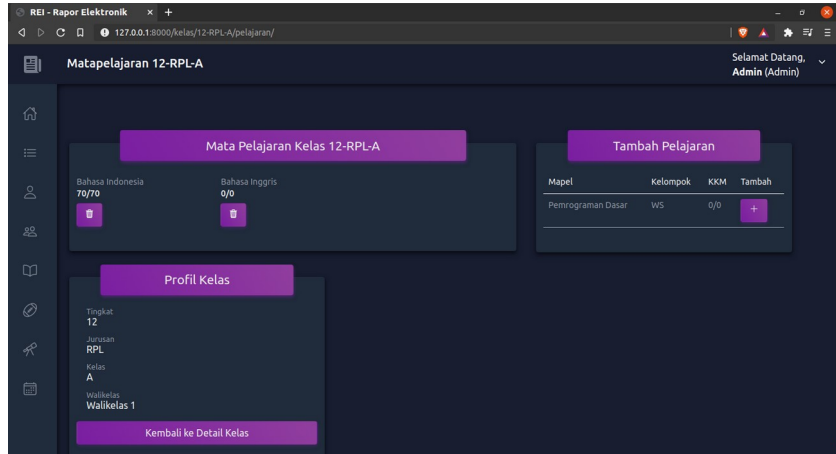 REI - Rapor Elektronik
127.0.0.1:8000/kelas/12-RPL-A/pelajaran/
Matapelajaran 12-RPL-A
Selamat Datang,
Admin (Admin)
Mata Pelajaran Kelas 12-RPL-A
Bahasa Indonesia
70/70
Bahasa Inggris
0/0
Tambah Pelajaran
Mapel Kelompok KKM Tambah
Pemrograman Dasar WS 0/0 +
Profil Kelas
Tingkat
12
Jurusan
RPL
Kelas
A
Walikelas
Walikelas 1
Kembali ke Detail Kelas